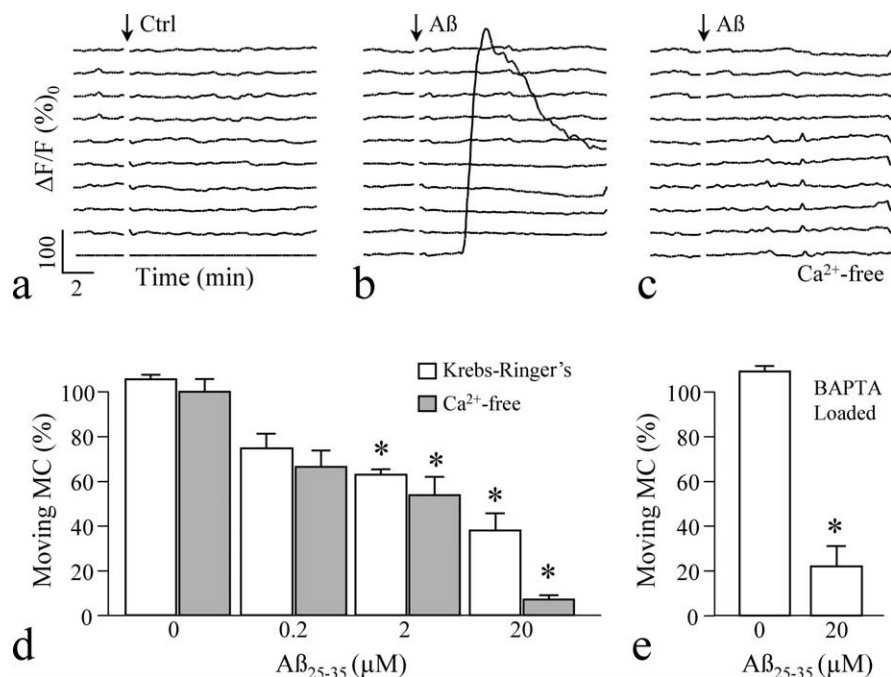 Ctrl
Aß
Aß
ΔF/F (%)₀
100
2
Time (min)
Ca²⁺-free
a
b
c
Krebs-Ringer's
Ca²⁺-free
Moving MC (%)
100
80
60
40
20
0
* * * *
0 0.2 2 20
Aß₂₅₋₃₅ (µM)
d
BAPTA
Loaded
Moving MC (%)
100
80
60
40
20
0
*
0 20
Aß₂₅₋₃₅ (µM)
e